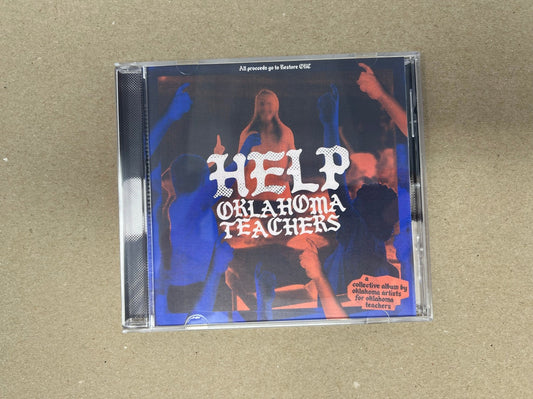 All proceeds go to Restore OKC
HELP
OKLAHOMA
TEACHERS
a
collective album by
oklahoma artists
for oklahoma
teachers